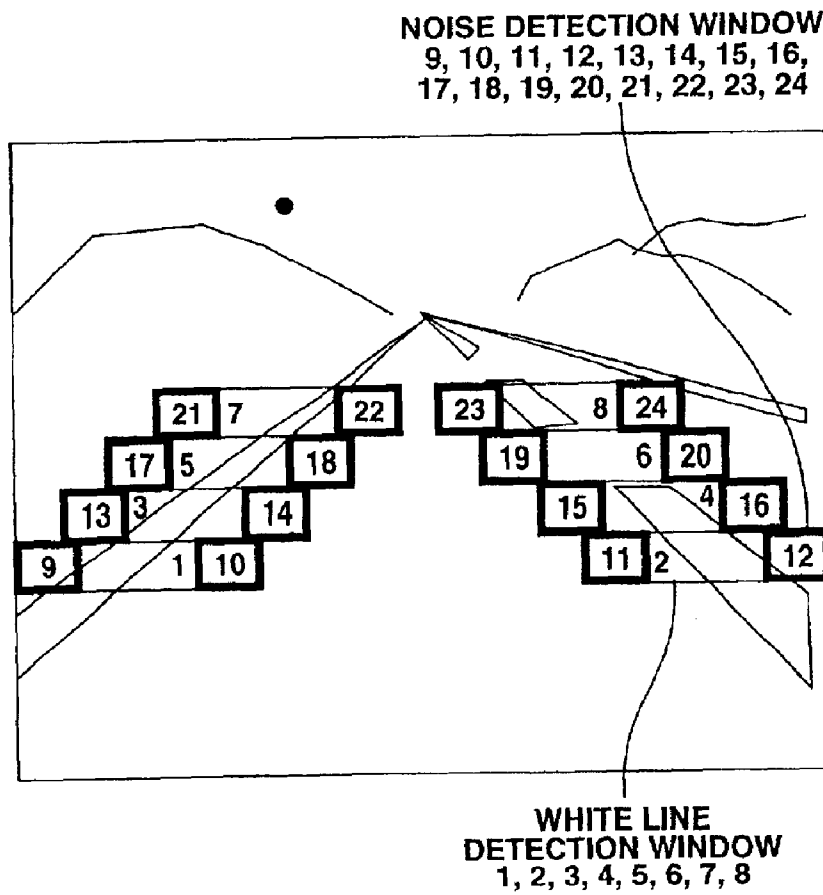 NOISE DETECTION WINDOW
9, 10, 11, 12, 13, 14, 15, 16,
17, 18, 19, 20, 21, 22, 23, 24
21 7 22 23 8 24
17 5 18 19 6 20
13 3 14 15 4 16
9 1 10 11 2 12
WHITE LINE
DETECTION WINDOW
1, 2, 3, 4, 5, 6, 7, 8